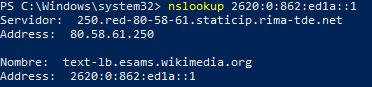 PS C:\Windows\system32> nslookup 2620:0:862:ed1a::1
Servidor:  250.red-80-58-61.staticip.rima-tde.net
Address:  80.58.61.250
Nombre:  text-lb.esams.wikimedia.org
Address:  2620:0:862:ed1a::1